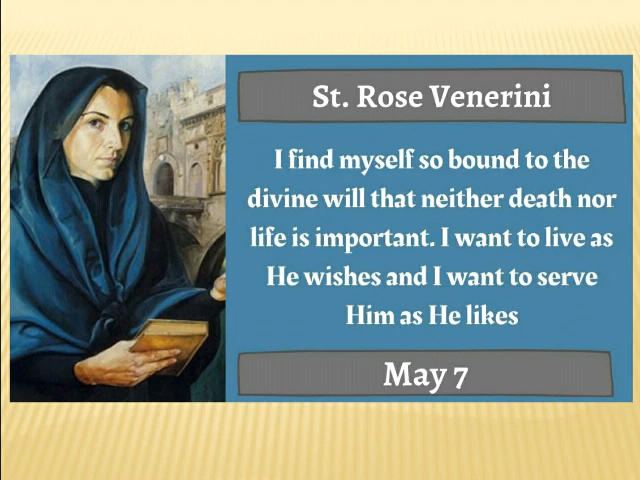 St. Rose Venerini
I find myself so bound to the
divine will that neither death nor
life is important. I want to live as
He wishes and I want to serve
Him as He likes
May 7